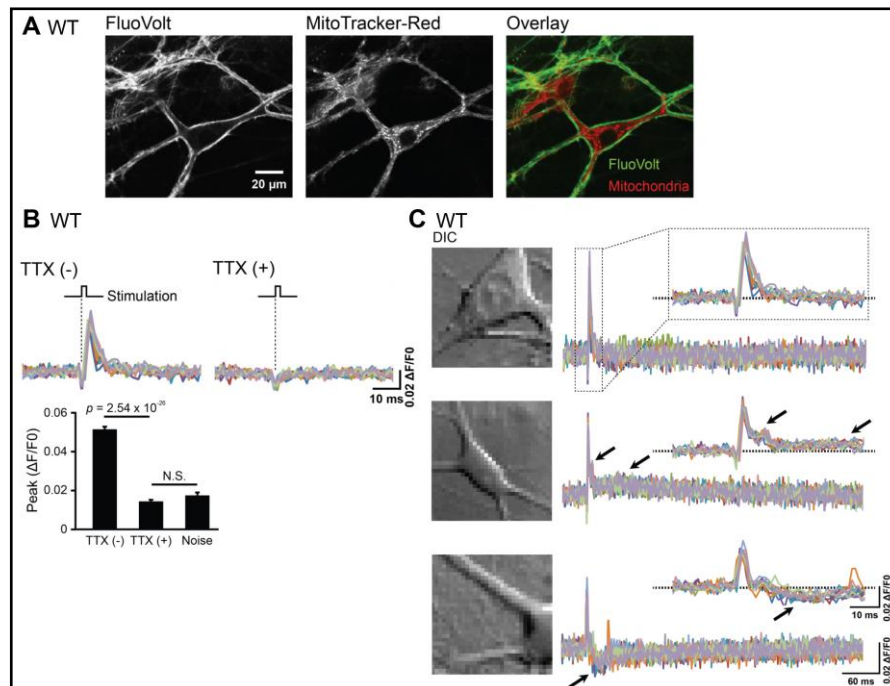 A WT
FluoVolt
MitoTracker-Red
Overlay
20 μm
FluoVolt
Mitochondria
B WT
TTX (-)
TTX (+)
Stimulation
0.02 ΔF/F0
10 ms
p = 2.54 x 10⁻²⁶
N.S.
Peak (ΔF/F0)
0.06
0.04
0.02
0
TTX (-)
TTX (+)
Noise
C WT
DIC
0.02 ΔF/F0
10 ms
0.02 ΔF/F0
60 ms